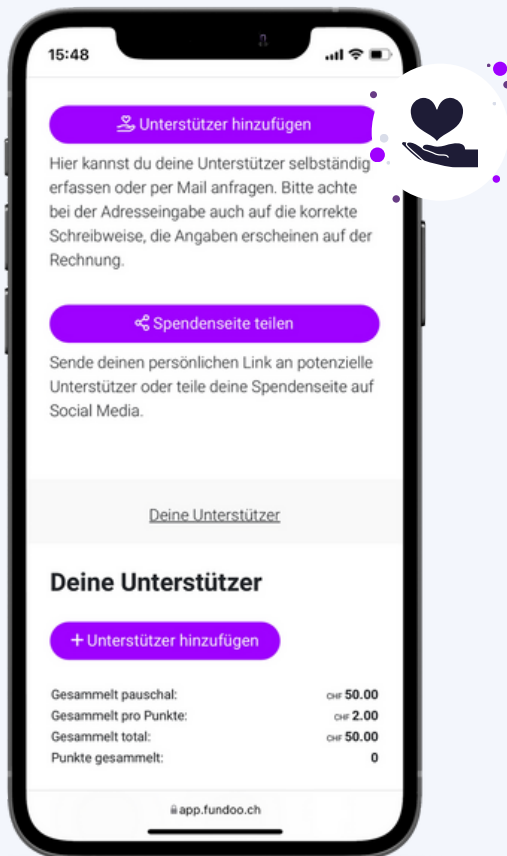 15:48
Unterstützer hinzufügen
Hier kannst du deine Unterstützer selbständig
erfassen oder per Mail anfragen. Bitte achte
bei der Adresseingabe auch auf die korrekte
Schreibweise, die Angaben erscheinen auf der
Rechnung.
Spendenseite teilen
Sende deinen persönlichen Link an potenzielle
Unterstützer oder teile deine Spendenseite auf
Social Media.
Deine Unterstützer
Deine Unterstützer
+ Unterstützer hinzufügen
Gesammelt pauschal: CHF 50.00
Gesammelt pro Punkte: CHF 2.00
Gesammelt total: CHF 50.00
Punkte gesammelt: 0
app.fundoo.ch